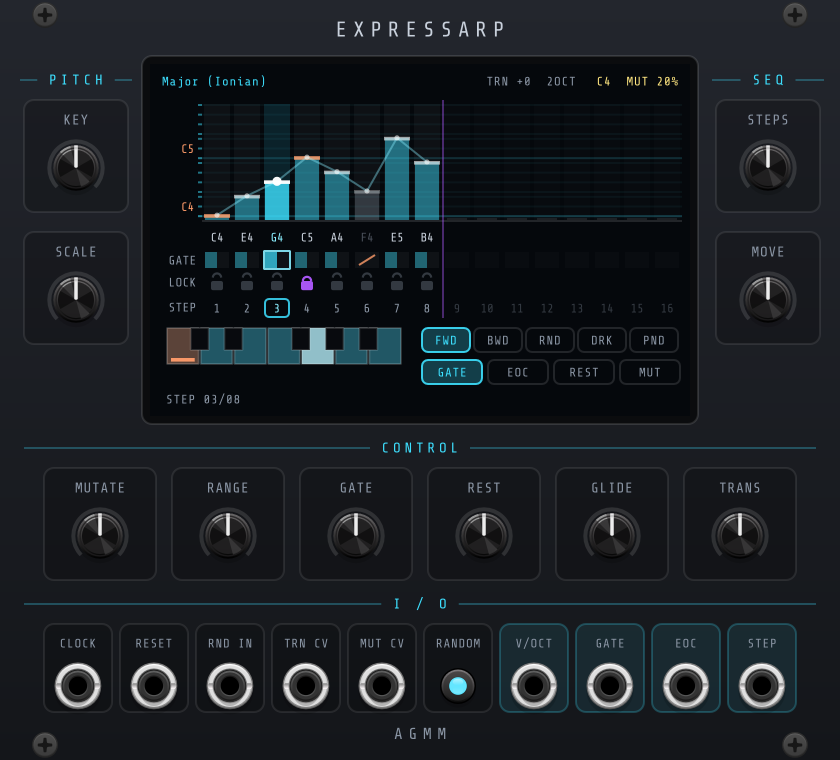 EXPRESSARP
PITCH
SEQ
Major (Ionian)
TRN +0 2OCT C4 MUT 20%
KEY
STEPS
C5
C4
C4 E4 G4 C5 A4 F4 E5 B4
SCALE
MOVE
GATE
LOCK
STEP 1 2 3 4 5 6 7 8 9 10 11 12 13 14 15 16
FWD BWD RND DRK PND
GATE EOC REST MUT
STEP 03/08
CONTROL
MUTATE RANGE GATE REST GLIDE TRANS
I / O
CLOCK RESET RND IN TRN CV MUT CV RANDOM V/OCT GATE EOC STEP
AGMM